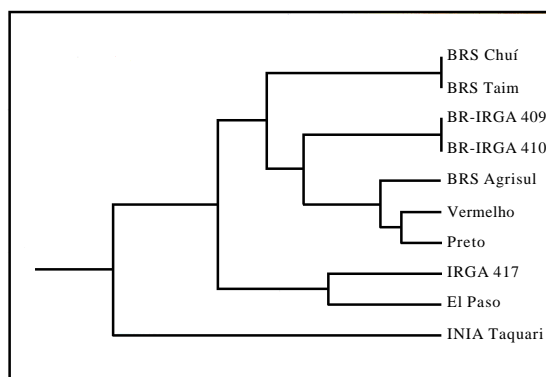 BRS Chuí
BRS Taim
BR-IRGA 409
BR-IRGA 410
BRS Agrisul
Vermelho
Preto
IRGA 417
El Paso
INIA Taquari